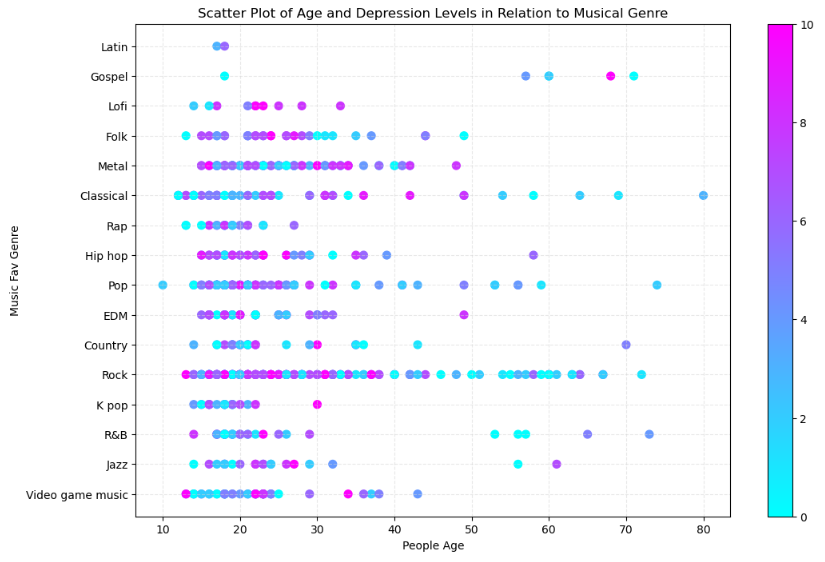 Scatter Plot of Age and Depression Levels in Relation to Musical Genre
Music Fav Genre
Latin
Gospel
Lofi
Folk
Metal
Classical
Rap
Hip hop
Pop
EDM
Country
Rock
K pop
R&B
Jazz
Video game music
10 20 30 40 50 60 70 80
People Age
10
8
6
4
2
0